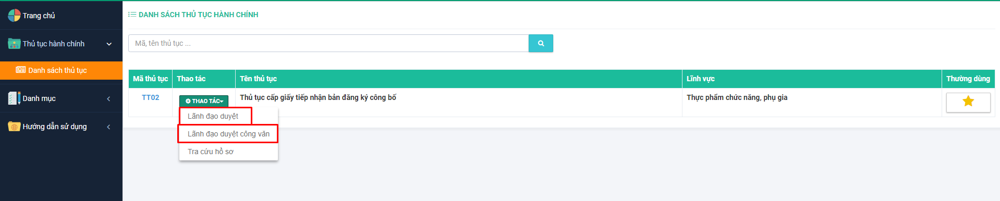 Trang chủ
Thủ tục hành chính
Danh sách thủ tục
Danh mục
Hướng dẫn sử dụng
DANH SÁCH THỦ TỤC HÀNH CHÍNH
Mã, tên thủ tục ...
Mã thủ tục Thao tác Tên thủ tục Lĩnh vực Thường dùng
TT02 THAO TÁC Thủ tục cấp giấy tiếp nhận bản đăng ký công bố Thực phẩm chức năng, phụ gia
Lãnh đạo duyệt
Lãnh đạo duyệt công văn
Tra cứu hồ sơ